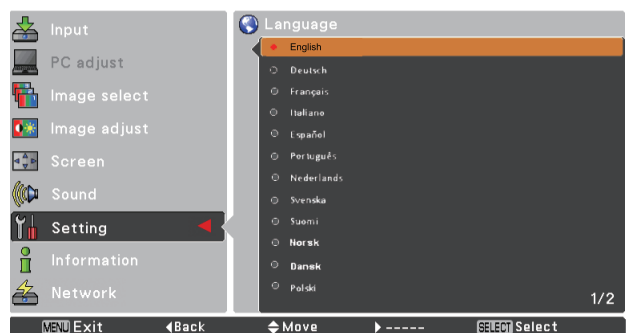 Input
PC adjust
Image select
Image adjust
Screen
Sound
Setting
Information
Network
Language
English
Deutsch
Français
Italiano
Español
Português
Nederlands
Svenska
Suomi
Norsk
Dansk
Polski
1/2
MENU Exit Back Move ----- SELECT Select